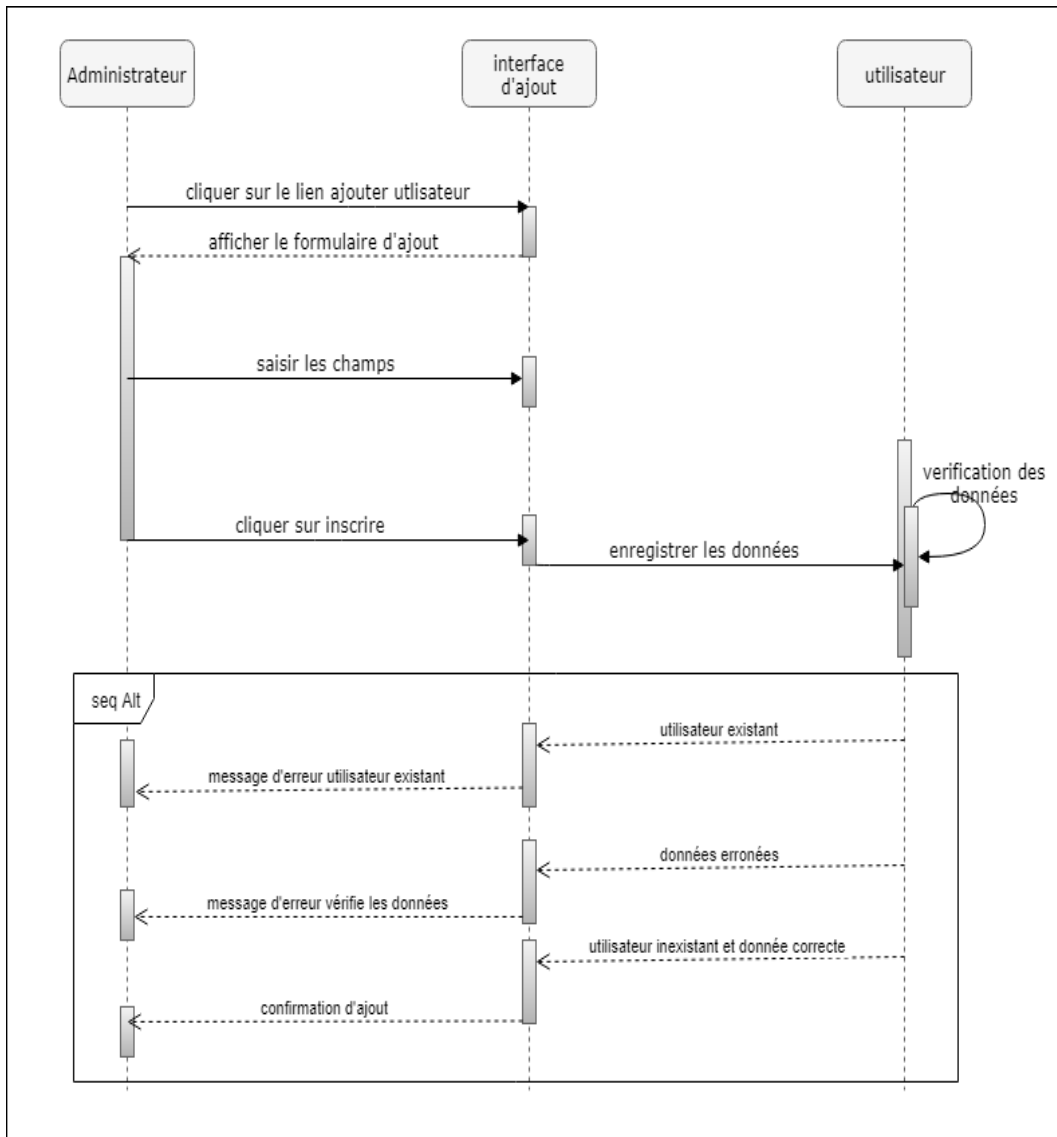 Administrateur
interface
d'ajout
utilisateur
cliquer sur le lien ajouter utlisateur
afficher le formulaire d'ajout
saisir les champs
verification des
données
cliquer sur inscrire
enregistrer les données
seq Alt
utilisateur existant
message d'erreur utilisateur existant
données erronées
message d'erreur vérifie les données
utilisateur inexistant et donnée correcte
confirmation d'ajout